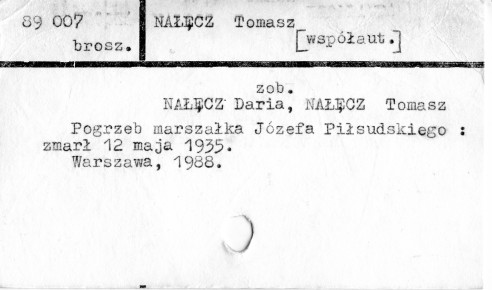 89 007 NAŁĘCZ Tomasz
brosz. [współaut.]
zob.
NAŁĘCZ Daria, NAŁĘCZ Tomasz
Pogrzeb marszałka Józefa Piłsudskiego :
zmarł 12 maja 1935.
Warszawa, 1988.